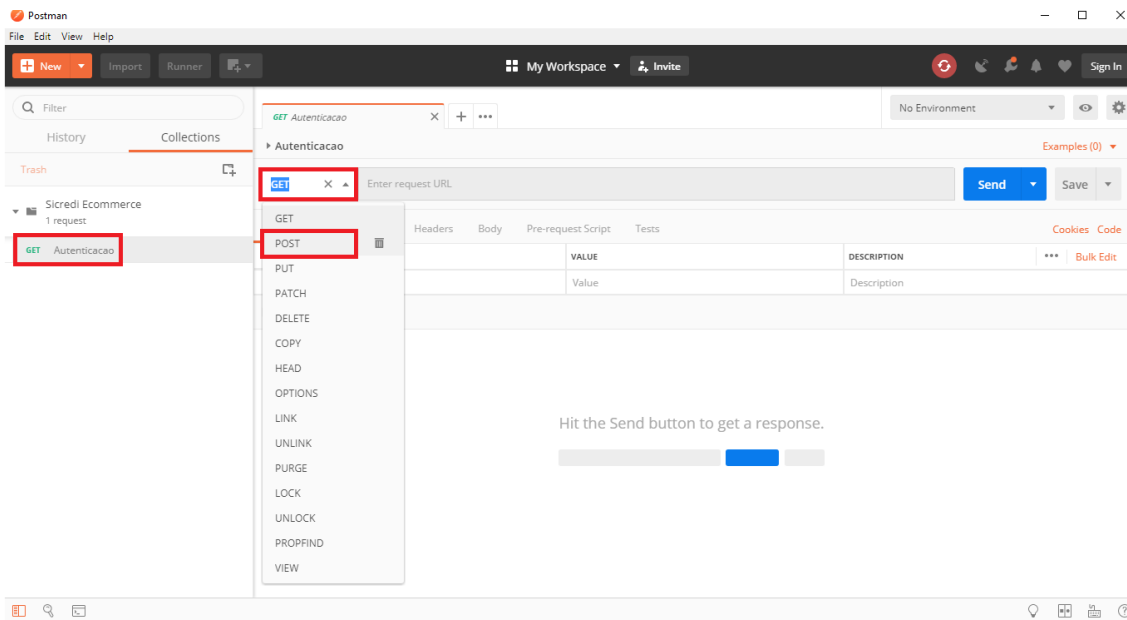 Postman
File Edit View Help
New Import Runner My Workspace Invite Sign In
Filter
History Collections
Trash
Sicredi Ecommerce
1 request
GET Autenticacao
GET Autenticacao
No Environment
Autenticacao
Examples (0)
GET Enter request URL Send Save
Headers Body Pre-request Script Tests Cookies Code
VALUE DESCRIPTION Bulk Edit
Value Description
GET
POST
PUT
PATCH
DELETE
COPY
HEAD
OPTIONS
LINK
UNLINK
PURGE
LOCK
UNLOCK
PROPFIND
VIEW
Hit the Send button to get a response.